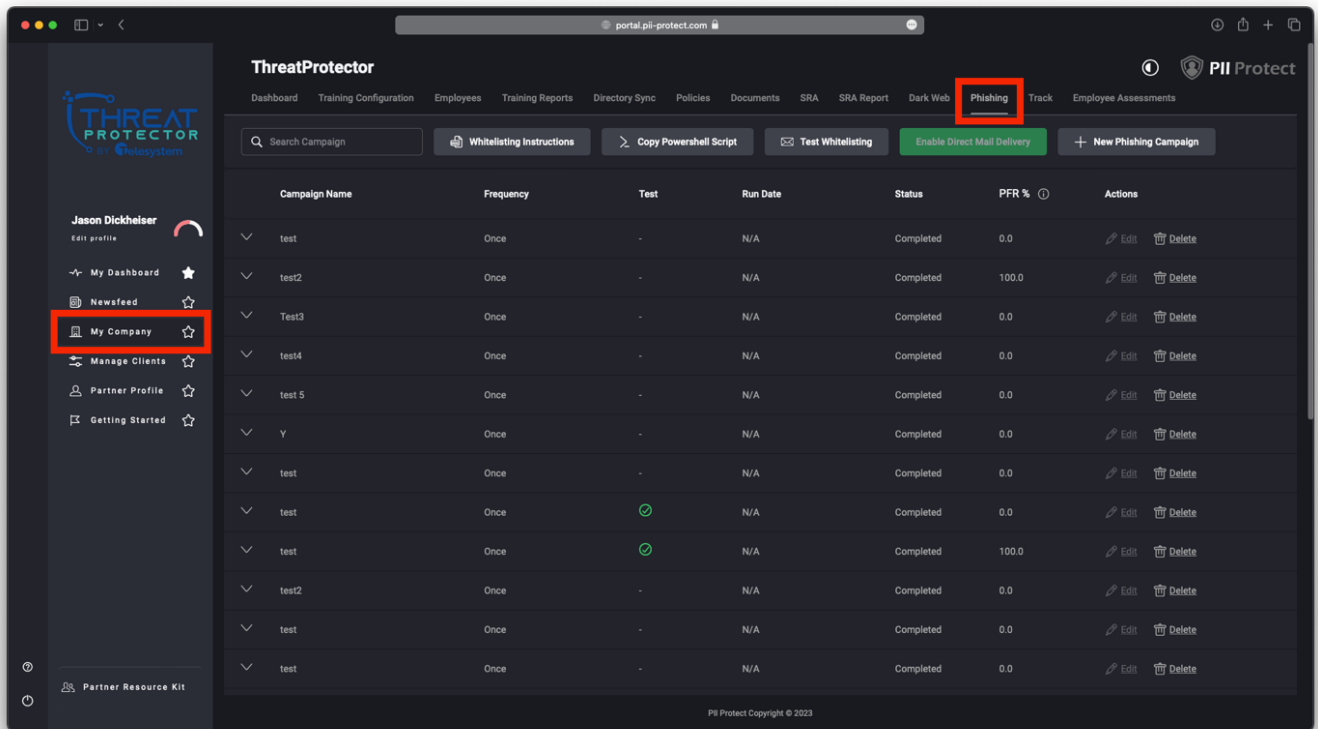 portal.pii-protect.com
ThreatProtector
PII Protect
THREAT
PROTECTOR
BY Telesystem
Dashboard Training Configuration Employees Training Reports Directory Sync Policies Documents SRA SRA Report Dark Web Phishing Track Employee Assessments
Search Campaign Whitelisting Instructions Copy Powershell Script Test Whitelisting Enable Direct Mail Delivery New Phishing Campaign
Jason Dickheiser
Edit profile
My Dashboard
Newsfeed
My Company
Manage Clients
Partner Profile
Getting Started
Partner Resource Kit
Campaign Name Frequency Test Run Date Status PFR % Actions
test Once - N/A Completed 0.0 Edit Delete
test2 Once - N/A Completed 100.0 Edit Delete
Test3 Once - N/A Completed 0.0 Edit Delete
test4 Once - N/A Completed 0.0 Edit Delete
test 5 Once - N/A Completed 0.0 Edit Delete
Y Once - N/A Completed 0.0 Edit Delete
test Once - N/A Completed 0.0 Edit Delete
test Once N/A Completed 0.0 Edit Delete
test Once N/A Completed 100.0 Edit Delete
test2 Once - N/A Completed 0.0 Edit Delete
test Once - N/A Completed 0.0 Edit Delete
test Once - N/A Completed 0.0 Edit Delete
PII Protect Copyright © 2023